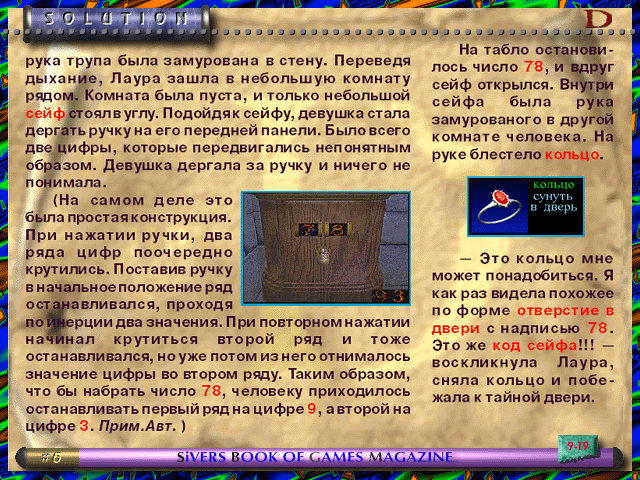 SOLUTION
D
рука трупа была замурована в стену. Переведя
дыхание, Лаура зашла в небольшую комнату
рядом. Комната была пуста, и только небольшой
сейф стоял в углу. Подойдя к сейфу, девушка стала
дергать ручку на его передней панели. Было всего
две цифры, которые передвигались непонятным
образом. Девушка дергала за ручку и ничего не
понимала.
(На самом деле это
была простая конструкция.
При нажатии ручки, два
ряда цифр поочередно
крутились. Поставив ручку
в начальное положение ряд
останавливался, проходя
по инерции два значения. При повторном нажатии
начинал крутиться второй ряд и тоже
останавливался, но уже потом из него отнималось
значение цифры во втором ряду. Таким образом,
что бы набрать число 78, человеку приходилось
останавливать первый ряд на цифре 9, а второй на
цифре 3. Прим.Авт. )
7 8
9 3
На табло останови-
лось число 78, и вдруг
сейф открылся. Внутри
сейфа была рука
замурованого в другой
комнате человека. На
руке блестело кольцо.
кольцо
сунуть
в дверь
— Это кольцо мне
может понадобиться. Я
как раз видела похожее
по форме отверстие в
двери с надписью 78.
Это же код сейфа!!! —
воскликнула Лаура,
сняла кольцо и побе-
жала к тайной двери.
#6
SiVERS BOOK OF GAMES MAGAZINE
9-19